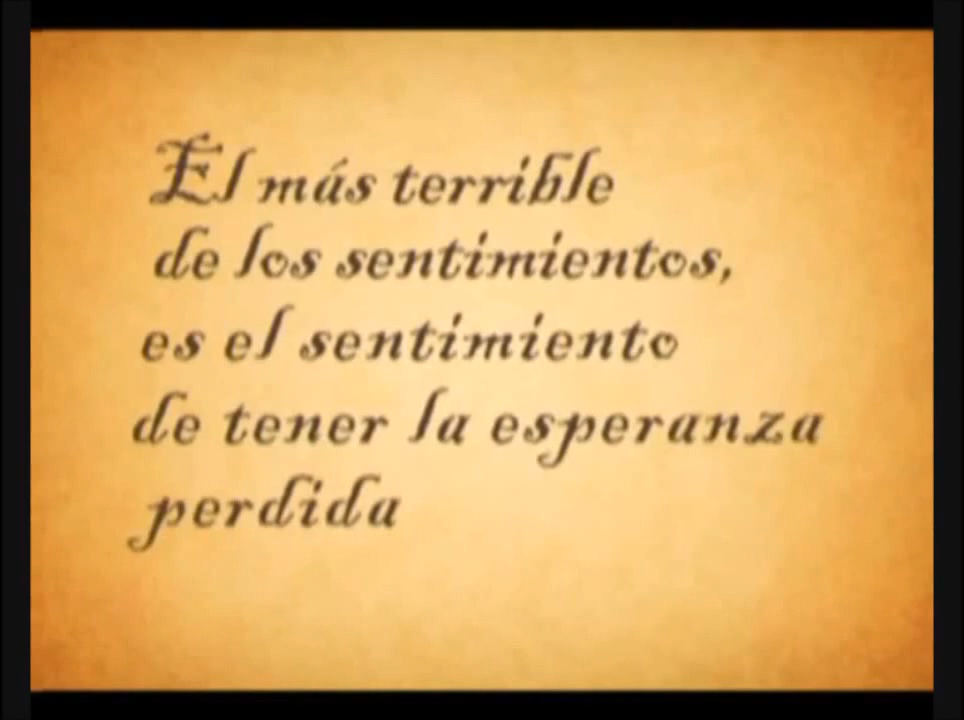 El más terrible
de los sentimientos,
es el sentimiento
de tener la esperanza
perdida